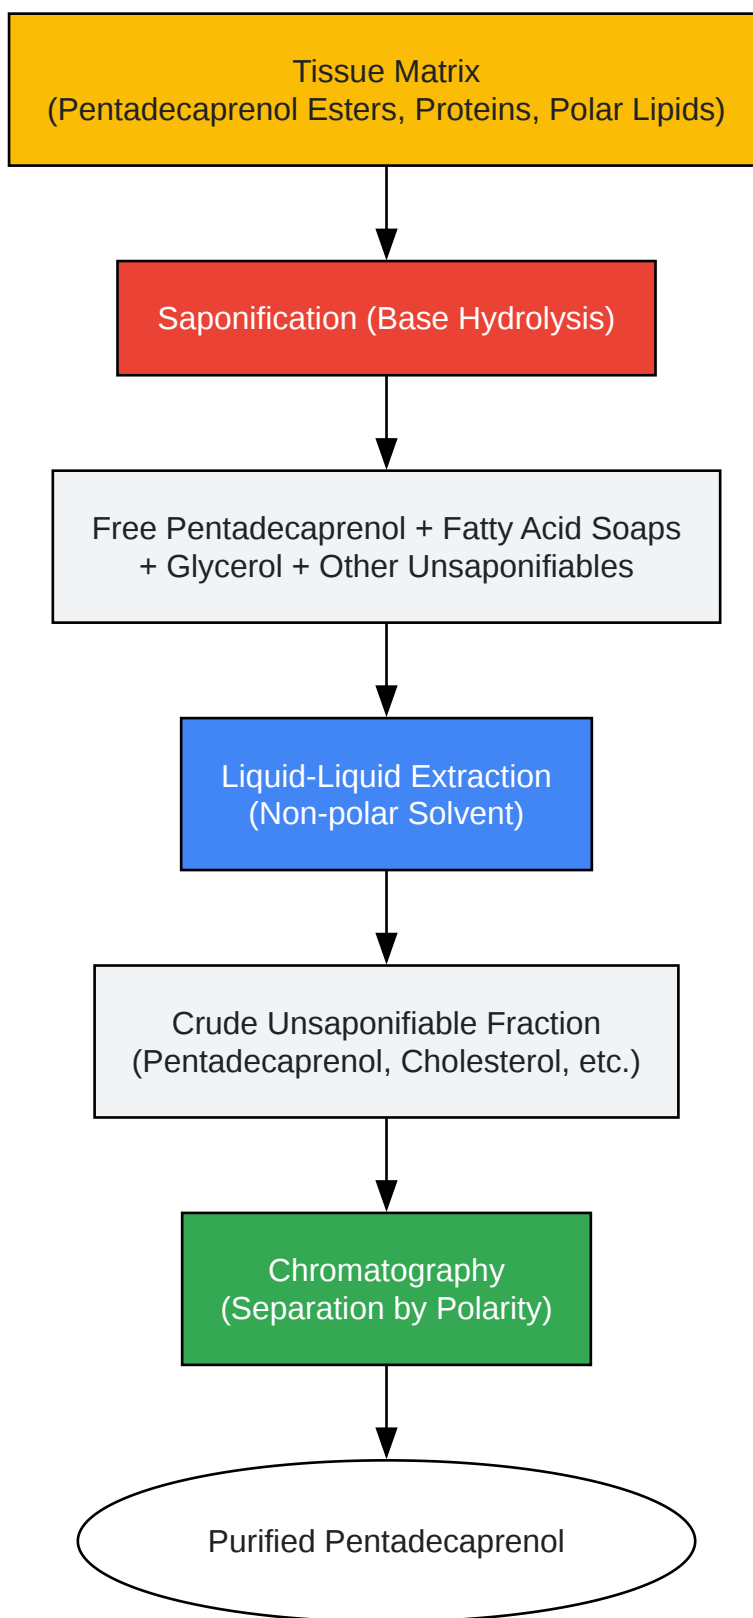 Tissue Matrix
(Pentadecaprenol Esters, Proteins, Polar Lipids)
Saponification (Base Hydrolysis)
Free Pentadecaprenol + Fatty Acid Soaps
+ Glycerol + Other Unsaponifiables
Liquid-Liquid Extraction
(Non-polar Solvent)
Crude Unsaponifiable Fraction
(Pentadecaprenol, Cholesterol, etc.)
Chromatography
(Separation by Polarity)
Purified Pentadecaprenol